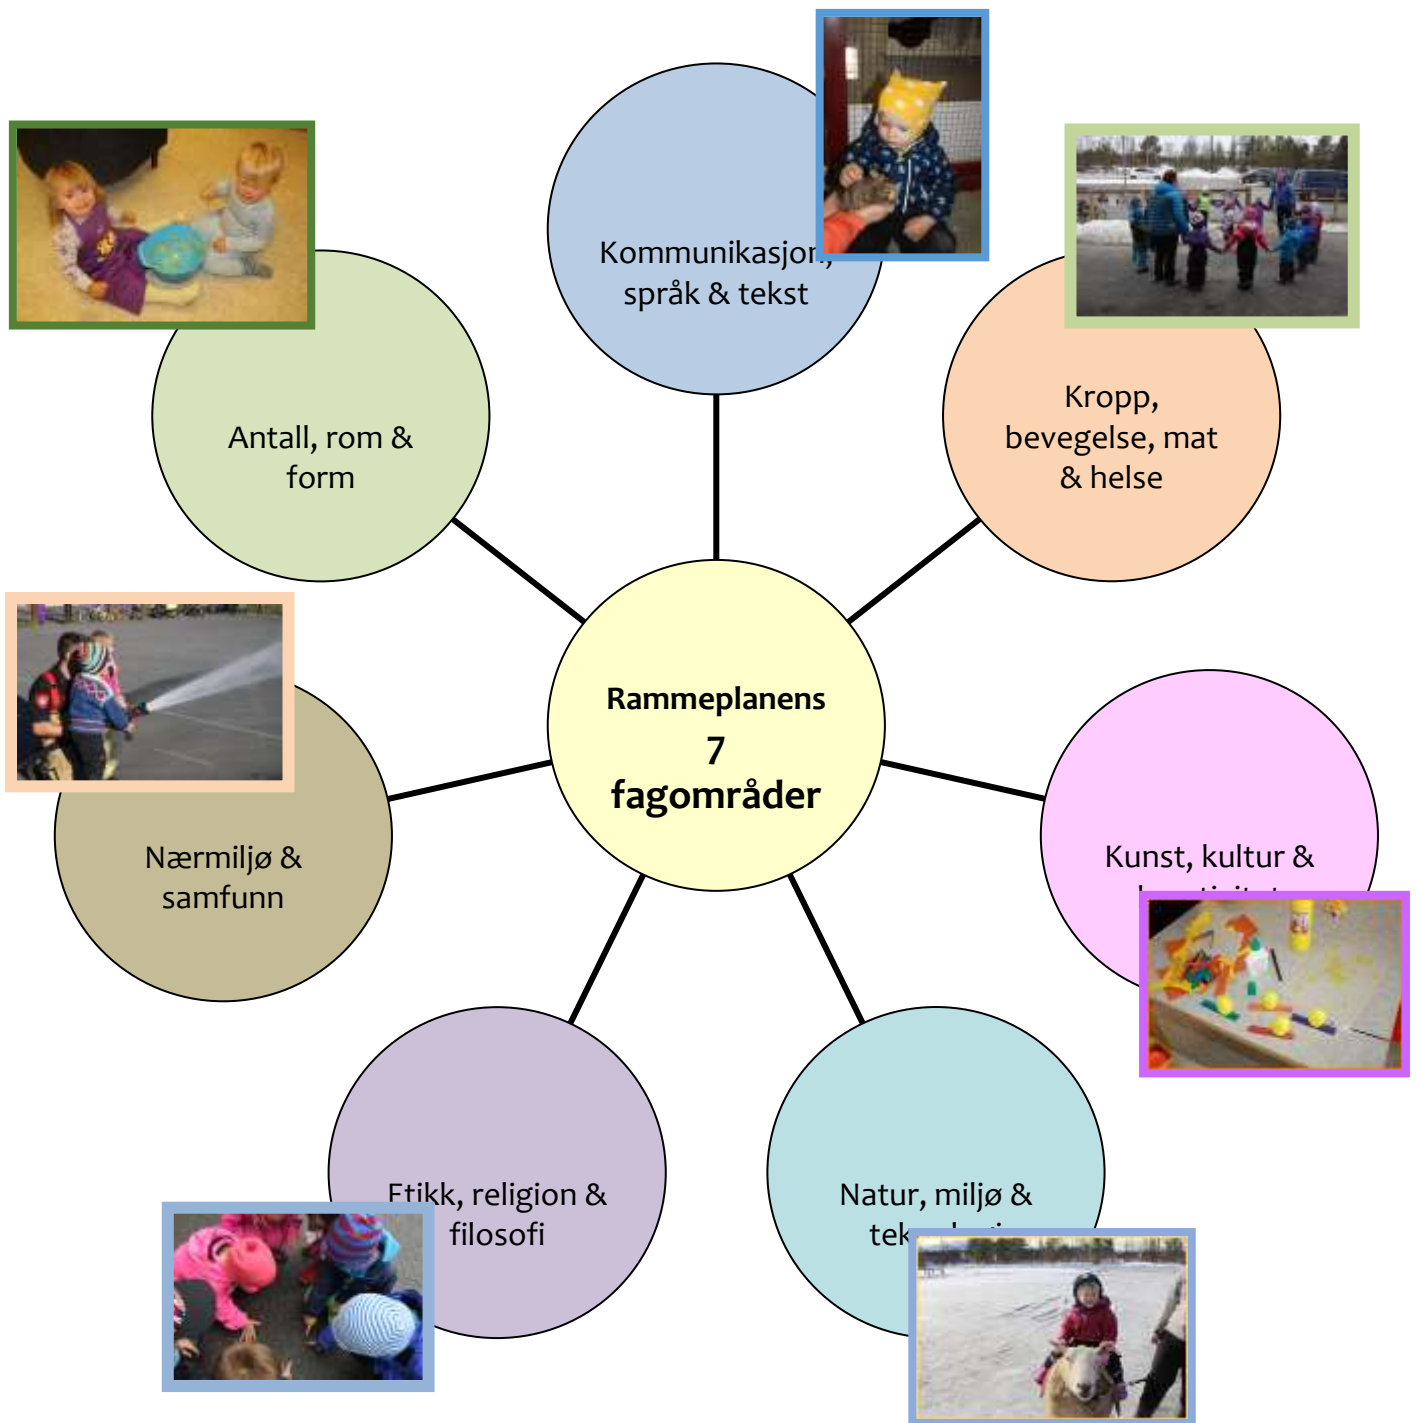 Kommunikasjon,
språk & tekst
Kropp,
bevegelse, mat
& helse
Antall, rom &
form
Rammeplanens
7
fagområder
Nærmiljø &
samfunn
Kunst, kultur &
Etikk, religion &
filosofi
Natur, miljø &